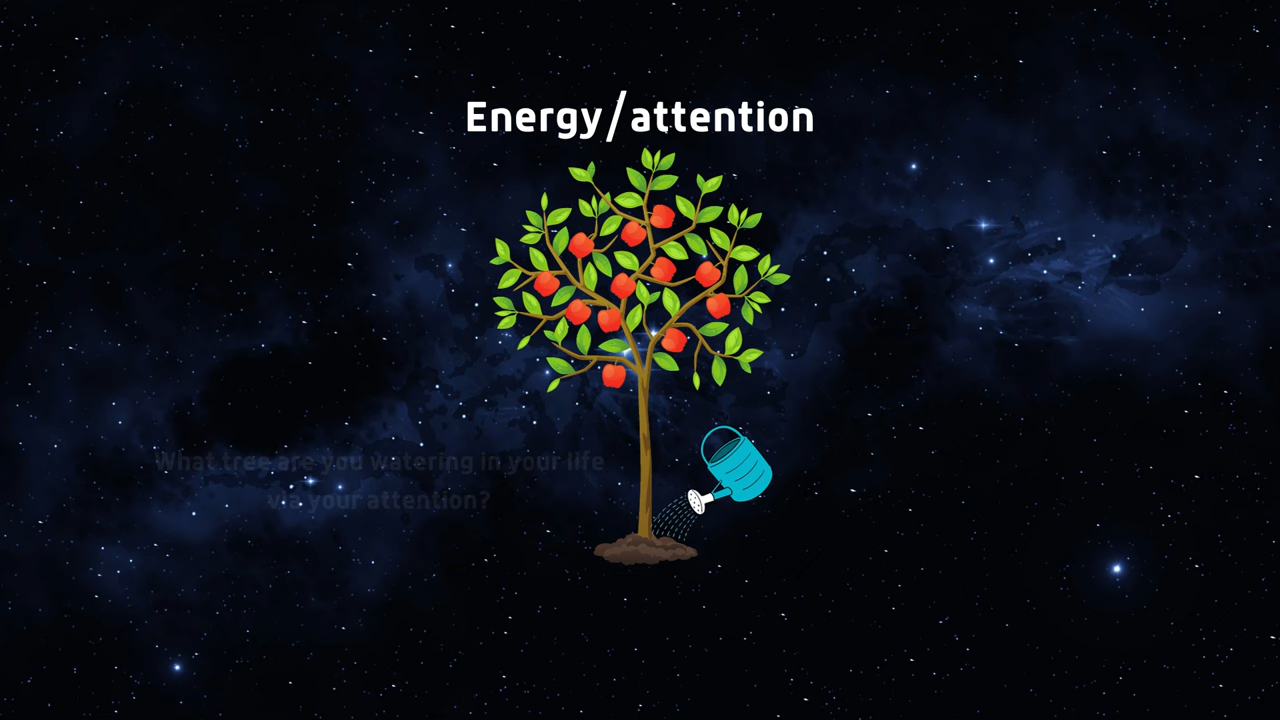 Energy/attention
What tree are you watering in your life
via your attention?